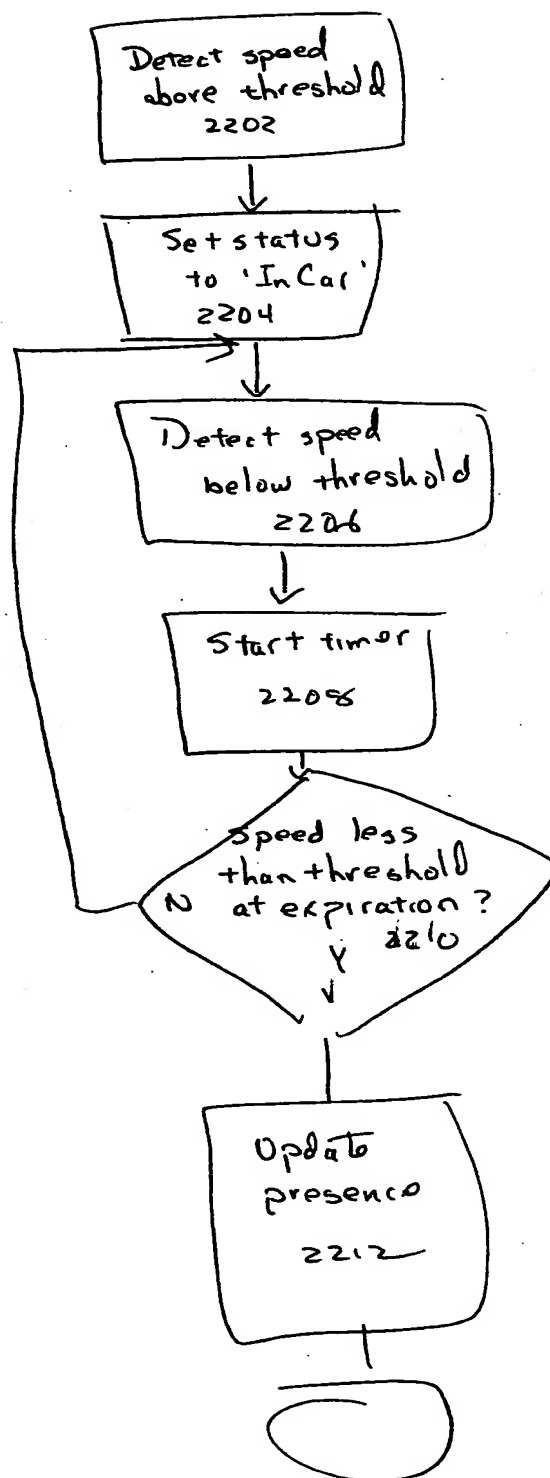 Detect speed
above threshold
2202
Set status
to 'InCar'
2204
Detect speed
below threshold
2206
Start timer
2208
speed less
than threshold
N at expiration?
2210
Y
Update
presence
2212